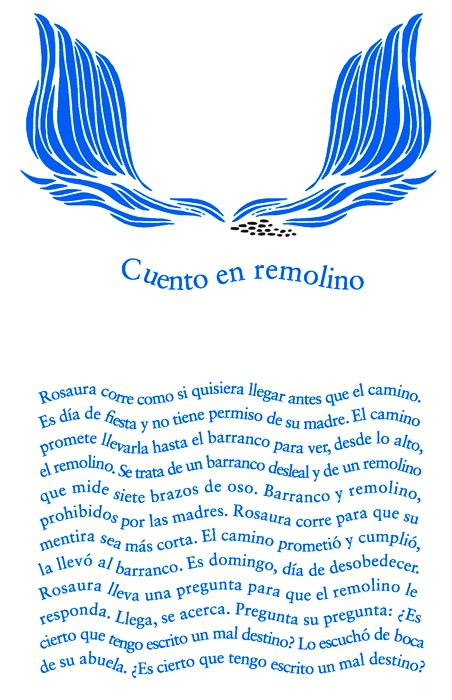 Cuento en remolino
Rosaura corre como si quisiera llegar antes que el camino.
Es día de fiesta y no tiene permiso de su madre. El camino
promete llevarla hasta el barranco para ver, desde lo alto,
el remolino. Se trata de un barranco desleal y de un remolino
que mide siete brazos de oso. Barranco y remolino,
prohibidos por las madres. Rosaura corre para que su
mentira sea más corta. El camino prometió y cumplió,
la llevó al barranco. Es domingo, día de desobedecer.
Rosaura lleva una pregunta para que el remolino le
responda. Llega, se acerca. Pregunta su pregunta: ¿Es
cierto que tengo escrito un mal destino? Lo escuchó de boca
de su abuela. ¿Es cierto que tengo escrito un mal destino?